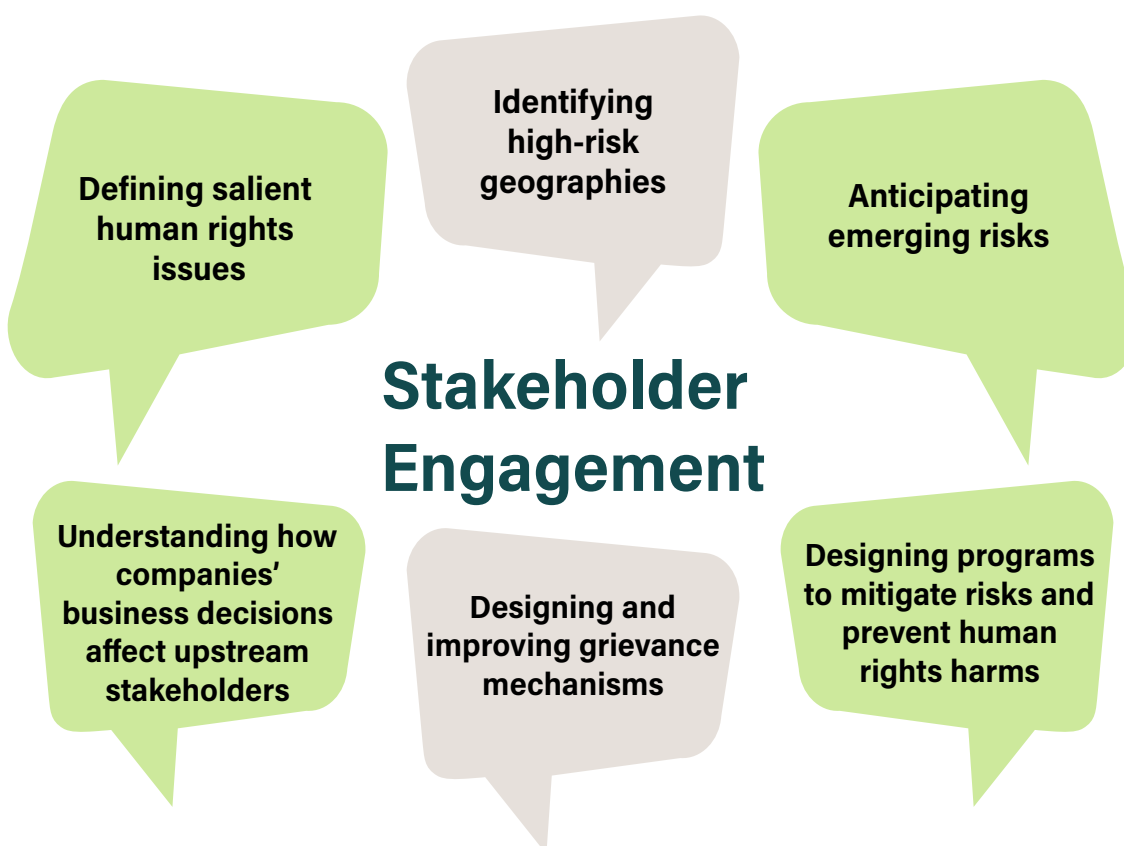 Defining salient
human rights
issues
Identifying
high-risk
geographies
Anticipating
emerging risks
Stakeholder
Engagement
Understanding how
companies’
business decisions
affect upstream
stakeholders
Designing and
improving grievance
mechanisms
Designing programs
to mitigate risks and
prevent human
rights harms